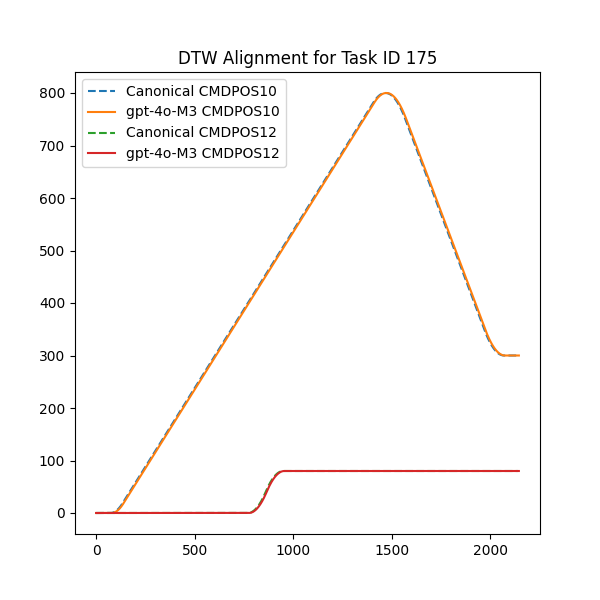 DTW Alignment for Task ID 175
Canonical CMDPOS10
gpt-4o-M3 CMDPOS10
Canonical CMDPOS12
gpt-4o-M3 CMDPOS12
800
700
600
500
400
300
200
100
0
0 500 1000 1500 2000